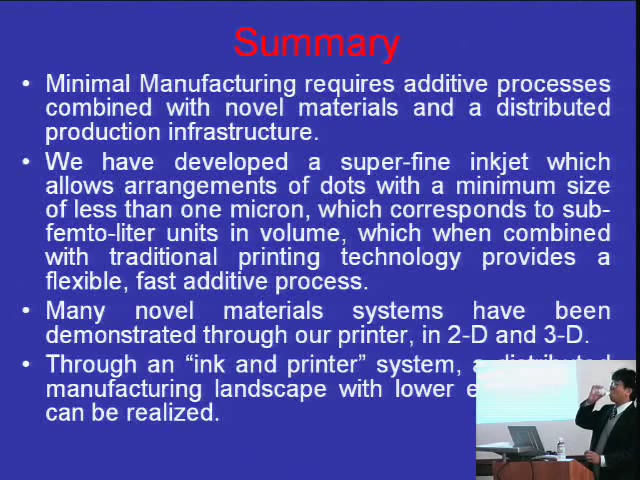 Summary
• Minimal Manufacturing requires additive processes
combined with novel materials and a distributed
production infrastructure.
• We have developed a super-fine inkjet which
allows arrangements of dots with a minimum size
of less than one micron, which corresponds to sub-
femto-liter units in volume, which when combined
with traditional printing technology provides a
flexible, fast additive process.
• Many novel materials systems have been
demonstrated through our printer, in 2-D and 3-D.
• Through an “ink and printer” system, a distributed
manufacturing landscape with lower
can be realized.